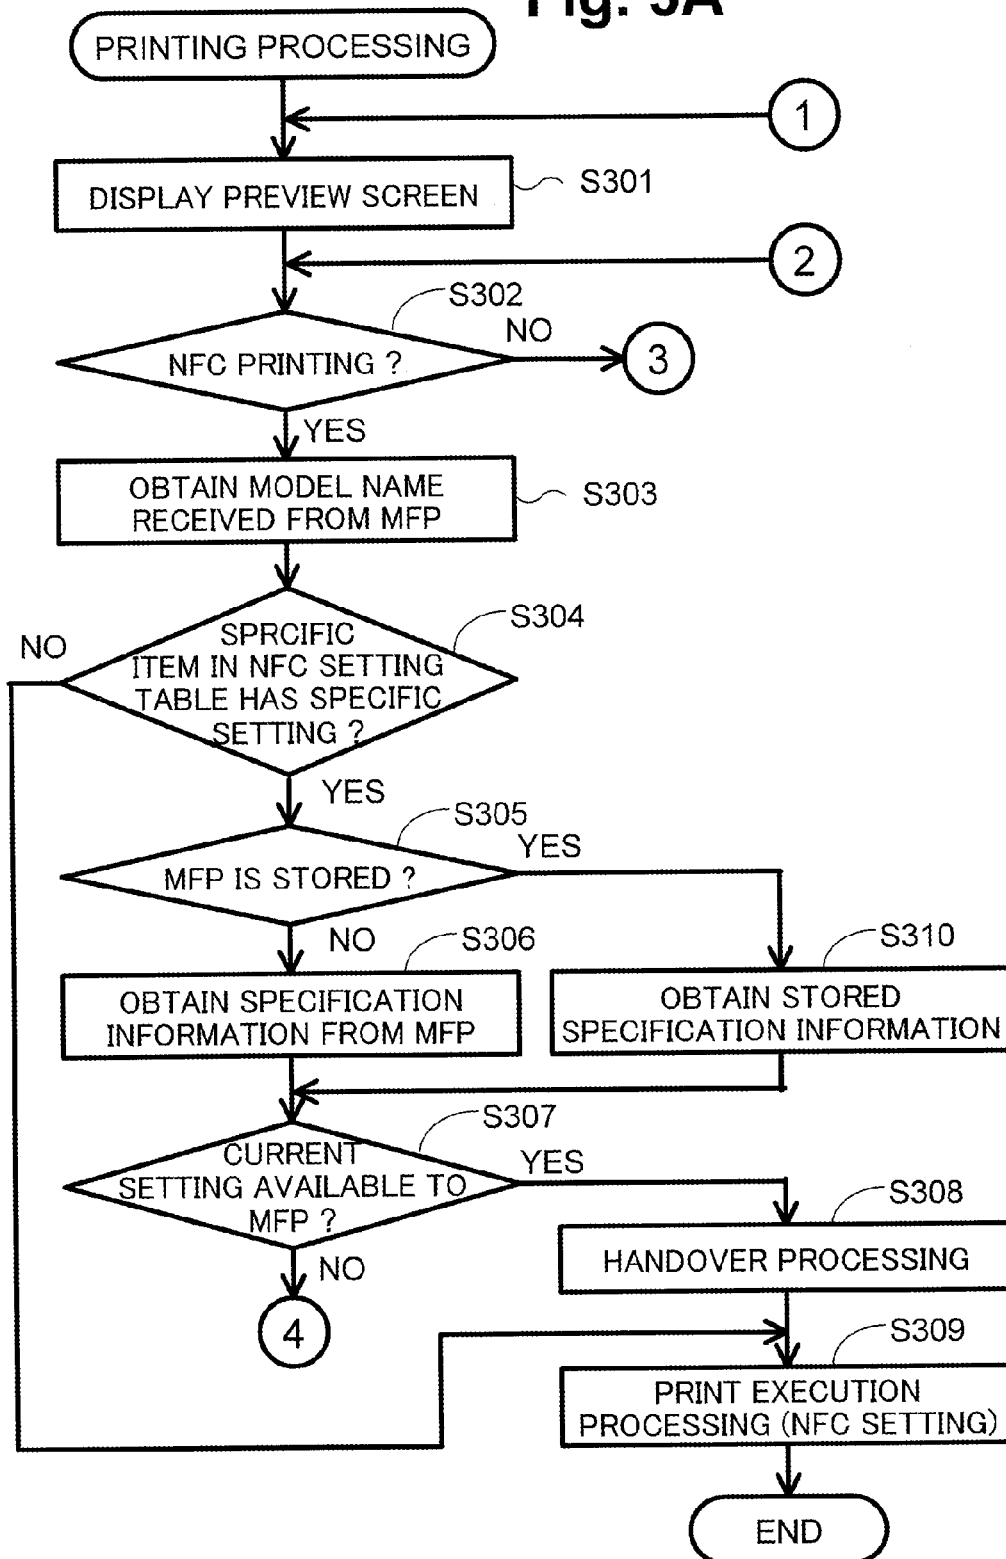 Fig. 5A
PRINTING PROCESSING
1
DISPLAY PREVIEW SCREEN
S301
2
S302
NFC PRINTING ?
NO
3
YES
OBTAIN MODEL NAME
RECEIVED FROM MFP
S303
S304
NO
SPRCIFIC
ITEM IN NFC SETTING
TABLE HAS SPECIFIC
SETTING ?
YES
S305
MFP IS STORED ?
YES
NO
S306
OBTAIN SPECIFICATION
INFORMATION FROM MFP
S310
OBTAIN STORED
SPECIFICATION INFORMATION
S307
CURRENT
SETTING AVAILABLE TO
MFP ?
YES
NO
4
S308
HANDOVER PROCESSING
S309
PRINT EXECUTION
PROCESSING (NFC SETTING)
END